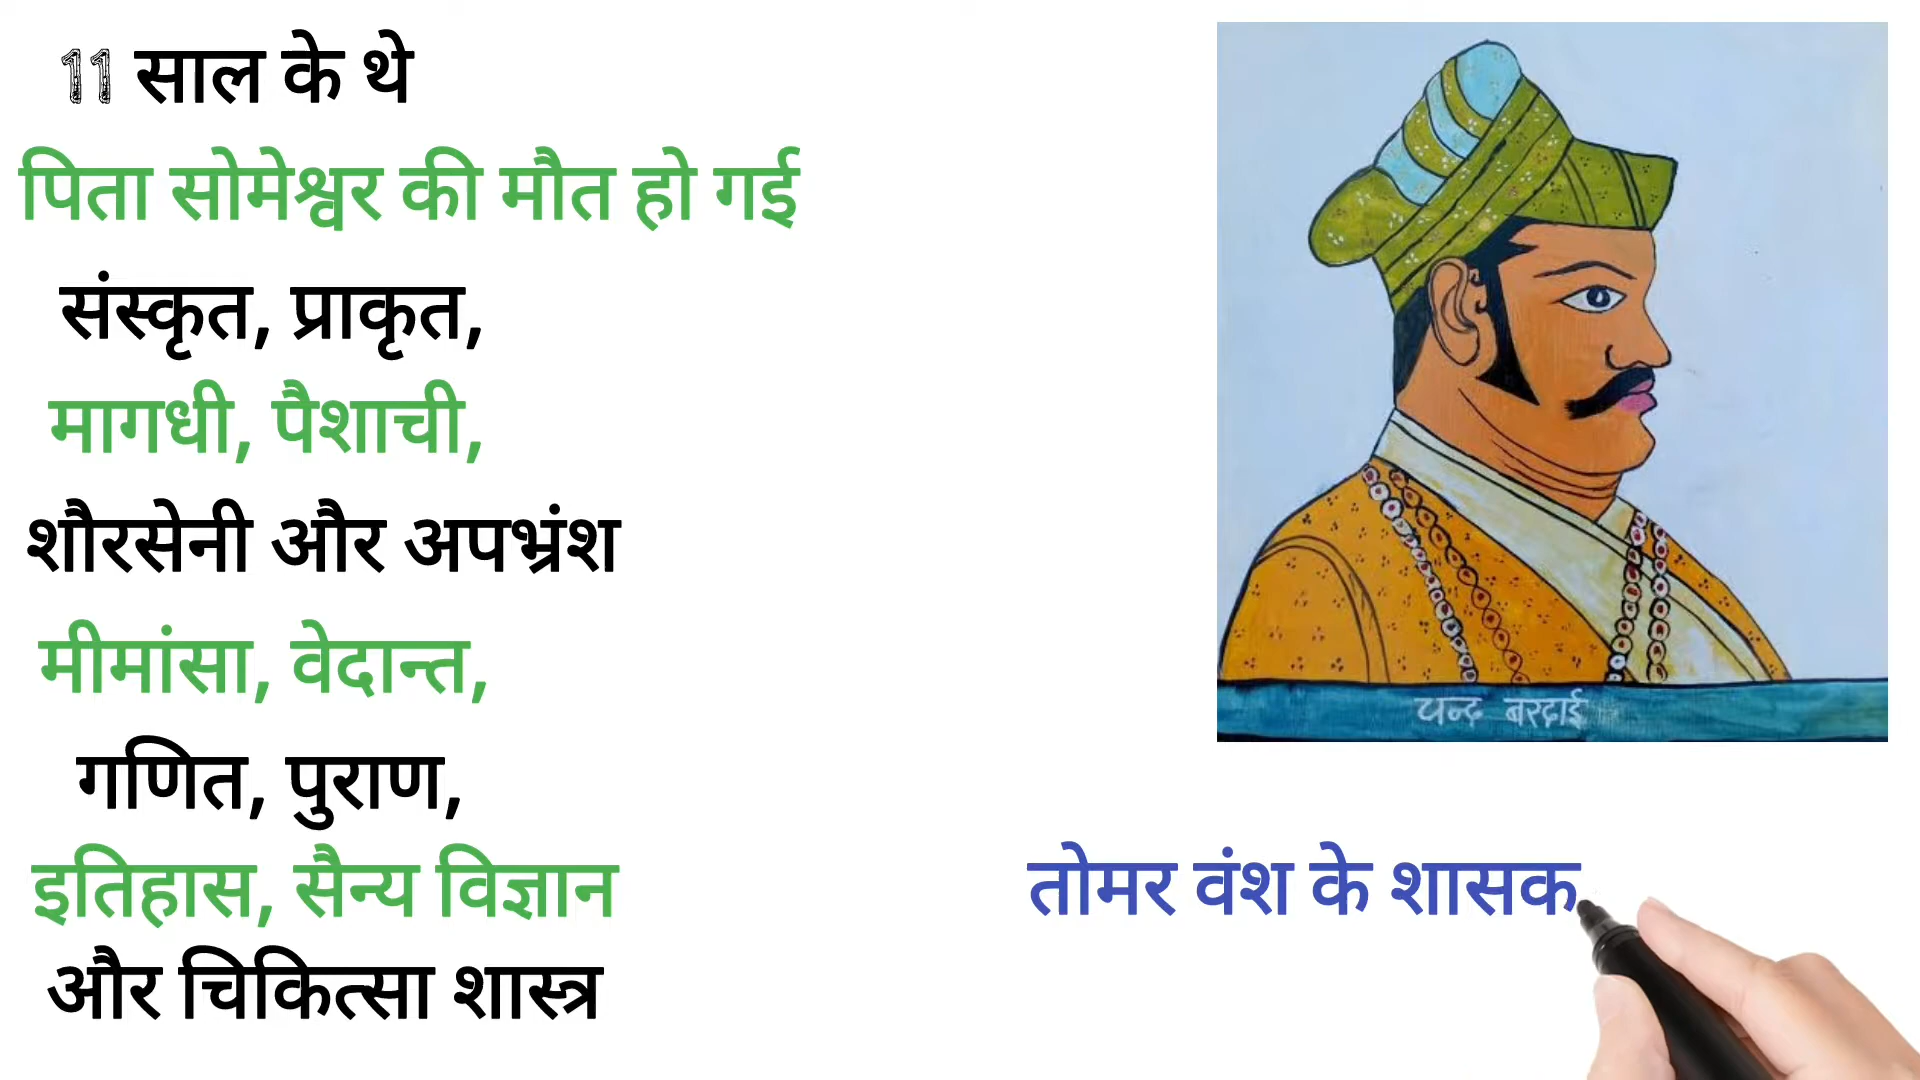 11 साल के थे
पिता सोमेश्वर की मौत हो गई
संस्कृत, प्राकृत,
मागधी, पैशाची,
शौरसेनी और अपभ्रंश
मीमांसा, वेदान्त,
गणित, पुराण,
इतिहास, सैन्य विज्ञान
और चिकित्सा शास्त्र
चन्द्र बरदाई
तोमर वंश के शासक